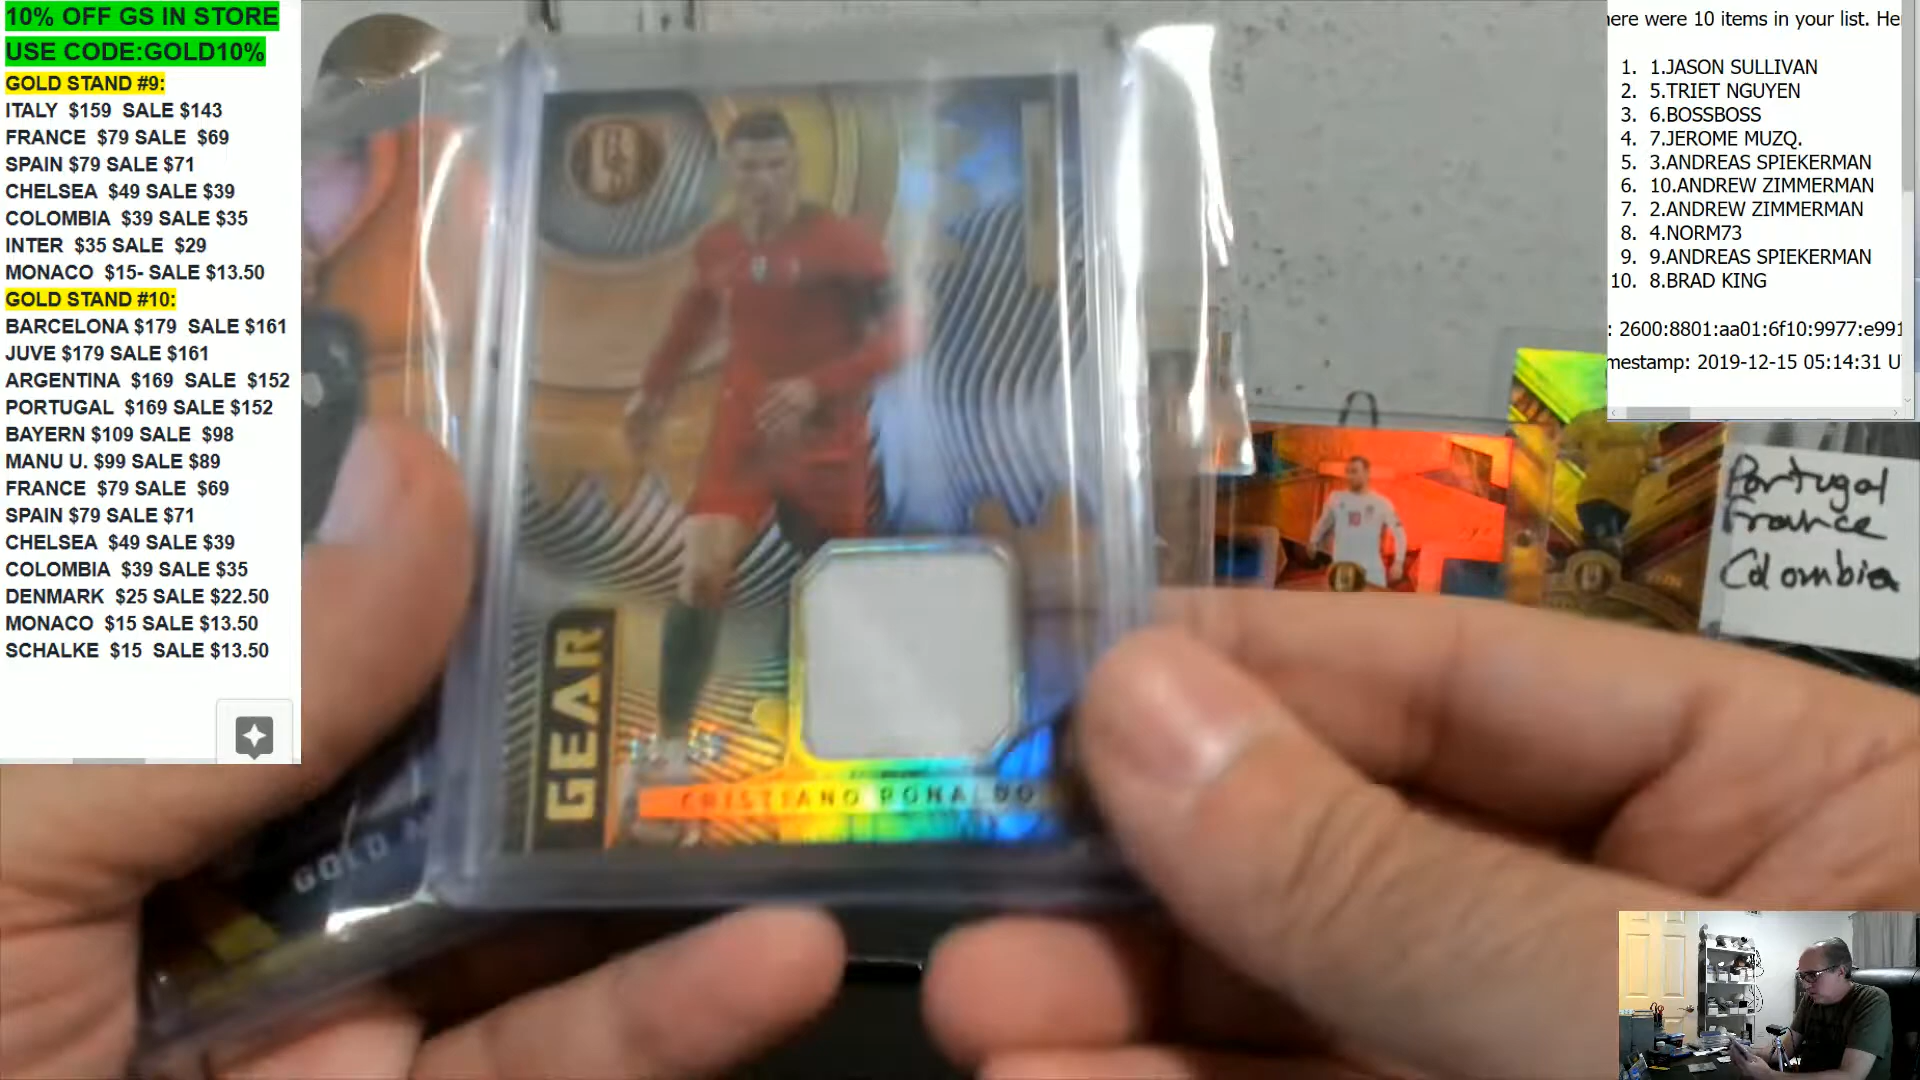 10% OFF GS IN STORE
USE CODE:GOLD10%
GOLD STAND #9:
ITALY $159 SALE $143
FRANCE $79 SALE $69
SPAIN $79 SALE $71
CHELSEA $49 SALE $39
COLOMBIA $39 SALE $35
INTER $35 SALE $29
MONACO $15- SALE $13.50
GOLD STAND #10:
BARCELONA $179 SALE $161
JUVE $179 SALE $161
ARGENTINA $169 SALE $152
PORTUGAL $169 SALE $152
BAYERN $109 SALE $98
MANU U. $99 SALE $89
FRANCE $79 SALE $69
SPAIN $79 SALE $71
CHELSEA $49 SALE $39
COLOMBIA $39 SALE $35
DENMARK $25 SALE $22.50
MONACO $15 SALE $13.50
SCHALKE $15 SALE $13.50
GEAR
CRISTIANO RONALDO
GOLD
ere were 10 items in your list. He
1. 1.JASON SULLIVAN
2. 5.TRIET NGUYEN
3. 6.BOSSBOSS
4. 7.JEROME MUZQ.
5. 3.ANDREAS SPIEKERMAN
6. 10.ANDREW ZIMMERMAN
7. 2.ANDREW ZIMMERMAN
8. 4.NORM73
9. 9.ANDREAS SPIEKERMAN
10. 8.BRAD KING
: 2600:8801:aa01:6f10:9977:e991
mestamp: 2019-12-15 05:14:31 U
Portugal
France
Colombia